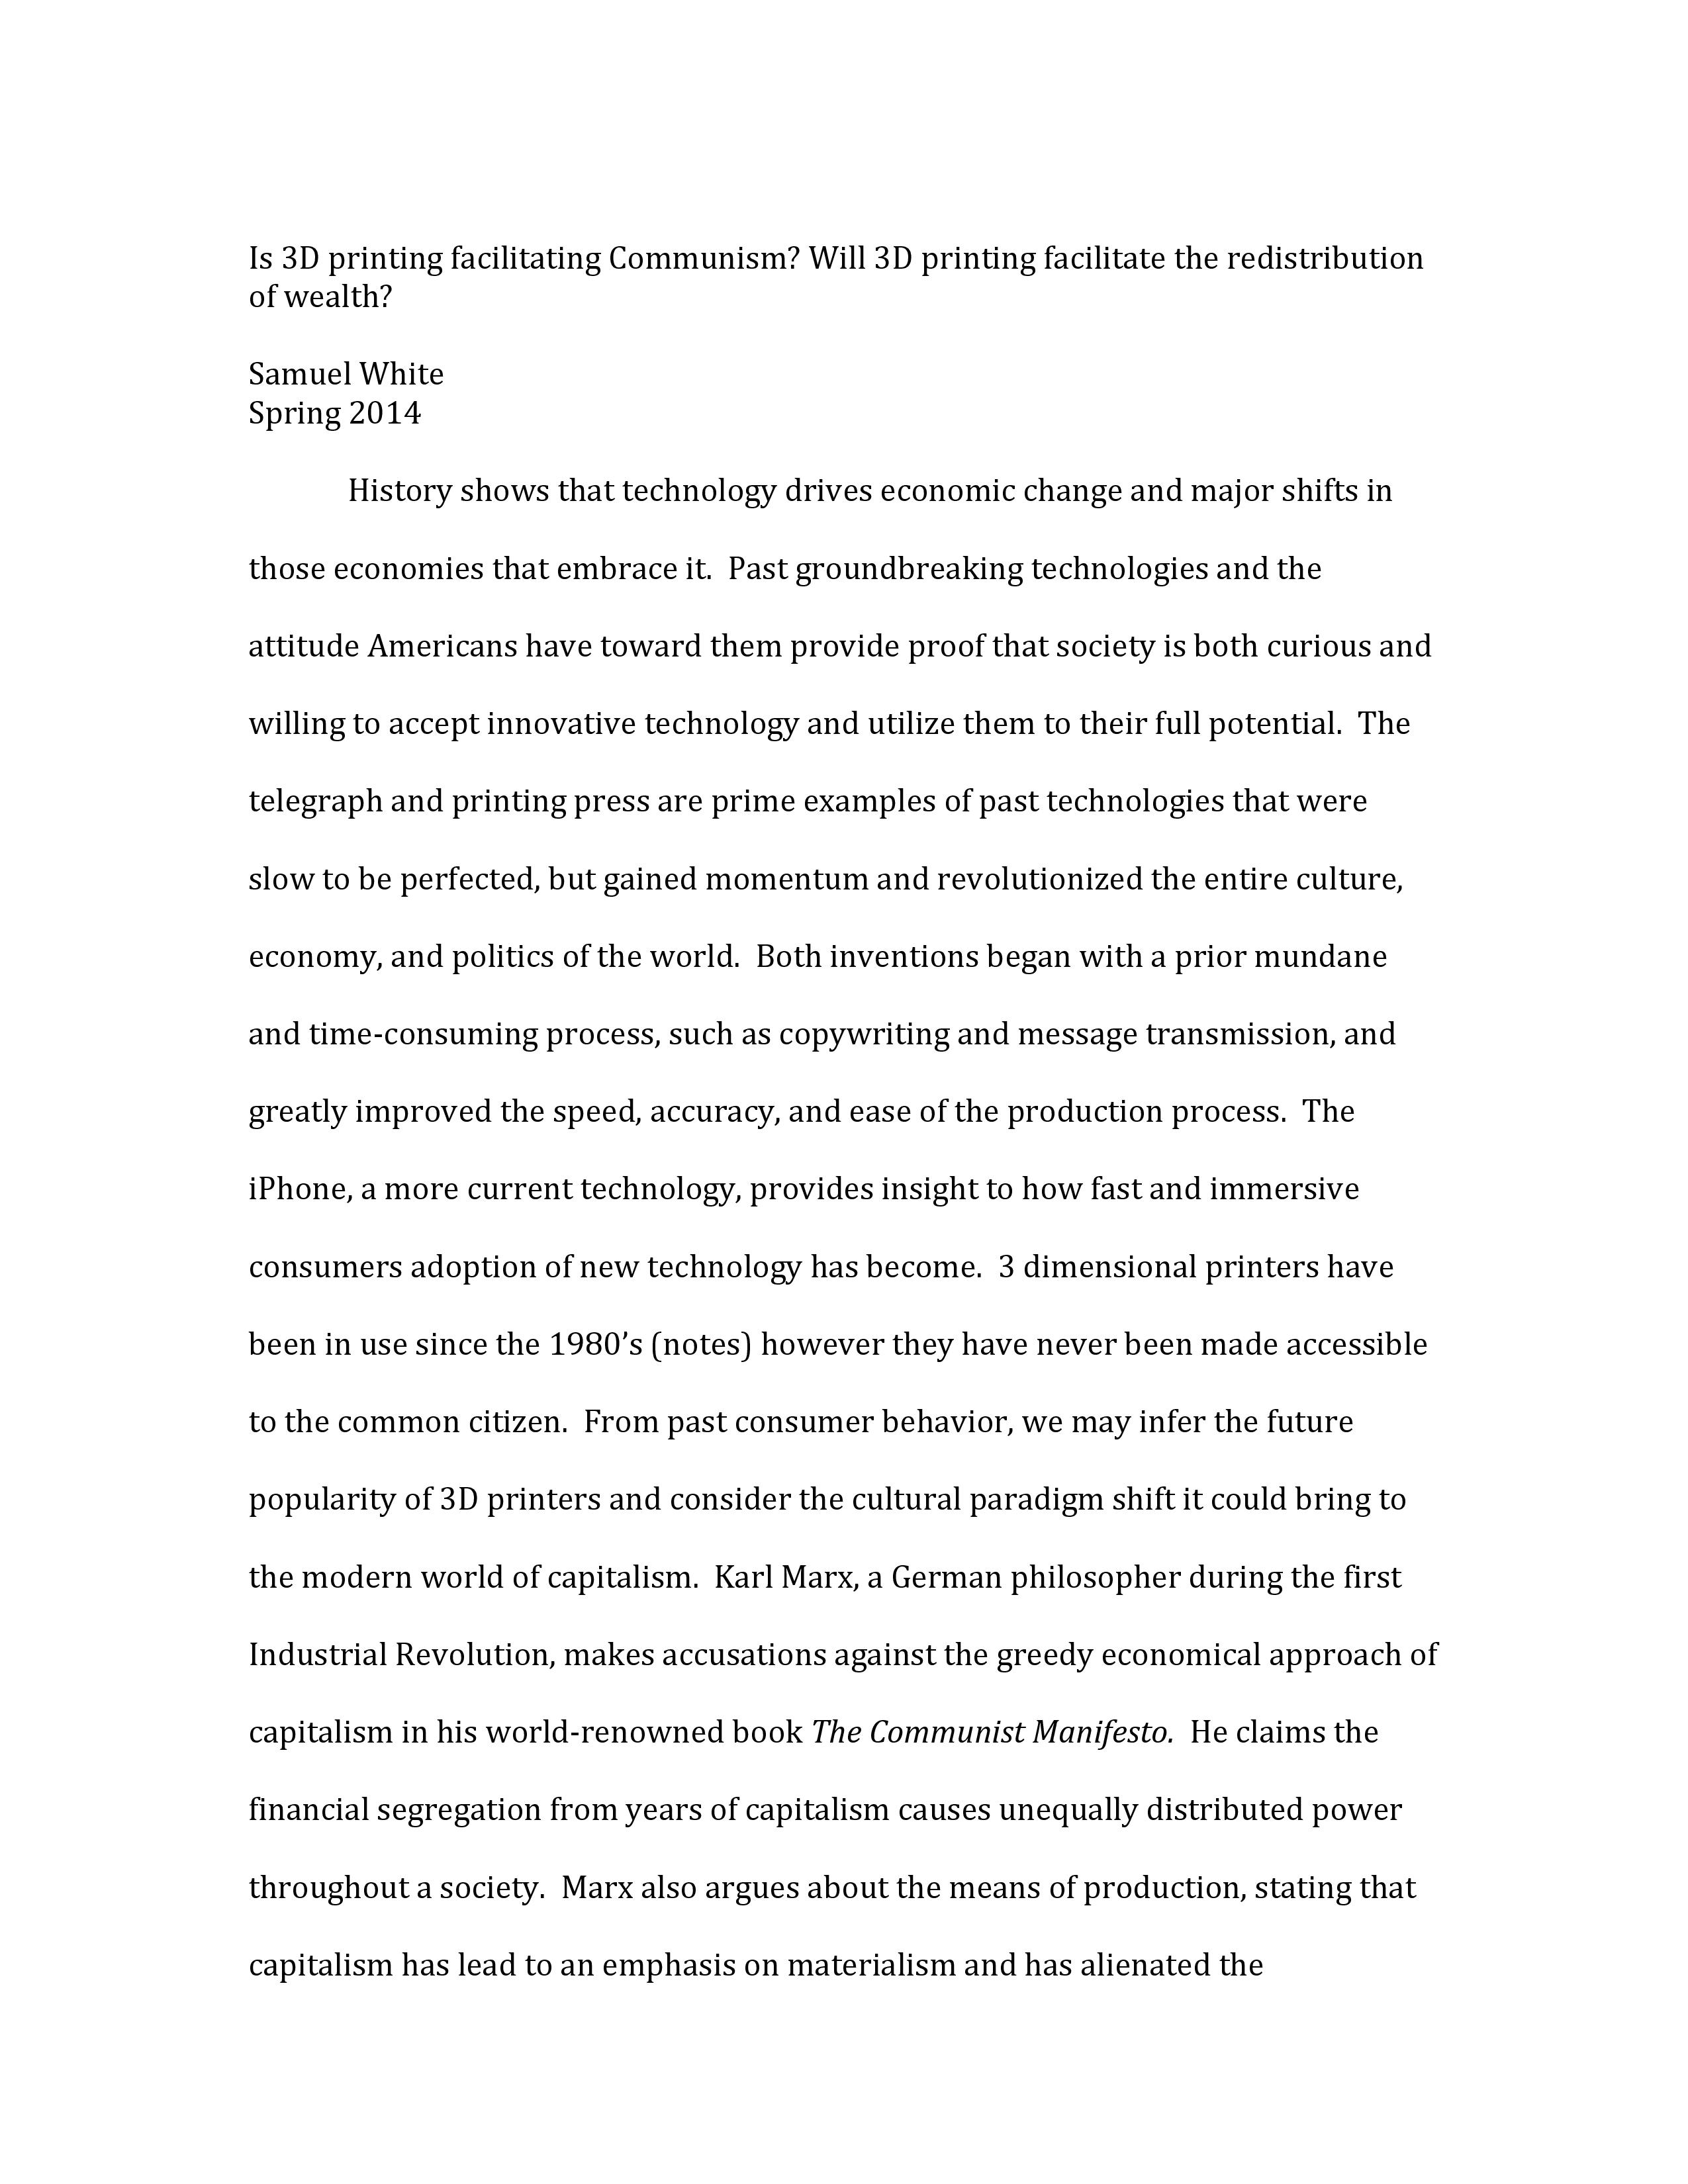 Is 3D printing facilitating Communism? Will 3D printing facilitate the redistribution
of wealth?
Samuel White
Spring 2014
History shows that technology drives economic change and major shifts in
those economies that embrace it.  Past groundbreaking technologies and the
attitude Americans have toward them provide proof that society is both curious and
willing to accept innovative technology and utilize them to their full potential.  The
telegraph and printing press are prime examples of past technologies that were
slow to be perfected, but gained momentum and revolutionized the entire culture,
economy, and politics of the world.  Both inventions began with a prior mundane
and time-consuming process, such as copywriting and message transmission, and
greatly improved the speed, accuracy, and ease of the production process.  The
iPhone, a more current technology, provides insight to how fast and immersive
consumers adoption of new technology has become.  3 dimensional printers have
been in use since the 1980’s (notes) however they have never been made accessible
to the common citizen.  From past consumer behavior, we may infer the future
popularity of 3D printers and consider the cultural paradigm shift it could bring to
the modern world of capitalism.  Karl Marx, a German philosopher during the first
Industrial Revolution, makes accusations against the greedy economical approach of
capitalism in his world-renowned book The Communist Manifesto.  He claims the
financial segregation from years of capitalism causes unequally distributed power
throughout a society.  Marx also argues about the means of production, stating that
capitalism has lead to an emphasis on materialism and has alienated the